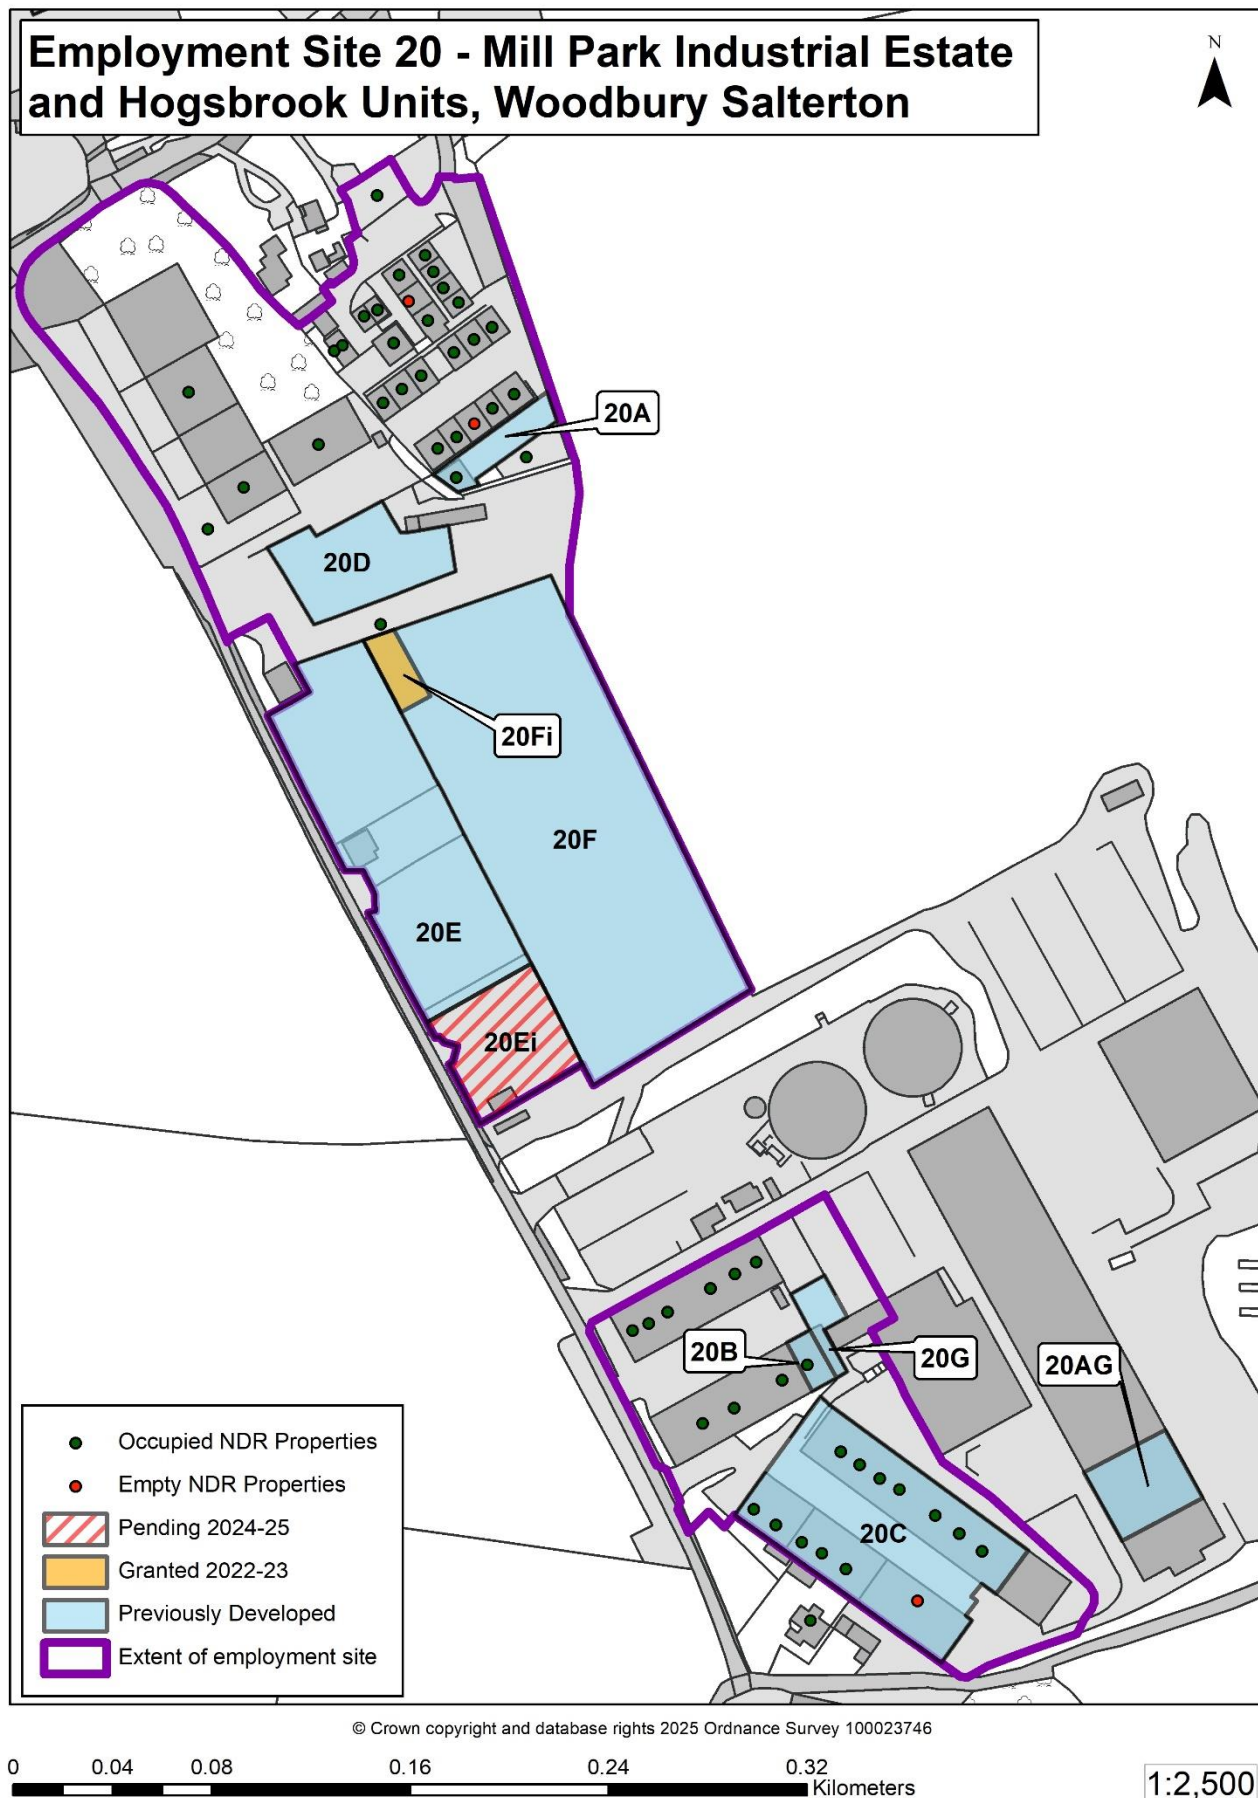 Employment Site 20 - Mill Park Industrial Estate
and Hogsbrook Units, Woodbury Salterton
N
20A
20D
20Fi
20F
20E
20Ei
20B
20G
20AG
20C
Occupied NDR Properties
Empty NDR Properties
Pending 2024-25
Granted 2022-23
Previously Developed
Extent of employment site
© Crown copyright and database rights 2025 Ordnance Survey 100023746
0 0.04 0.08 0.16 0.24 0.32
Kilometers
1:2,500